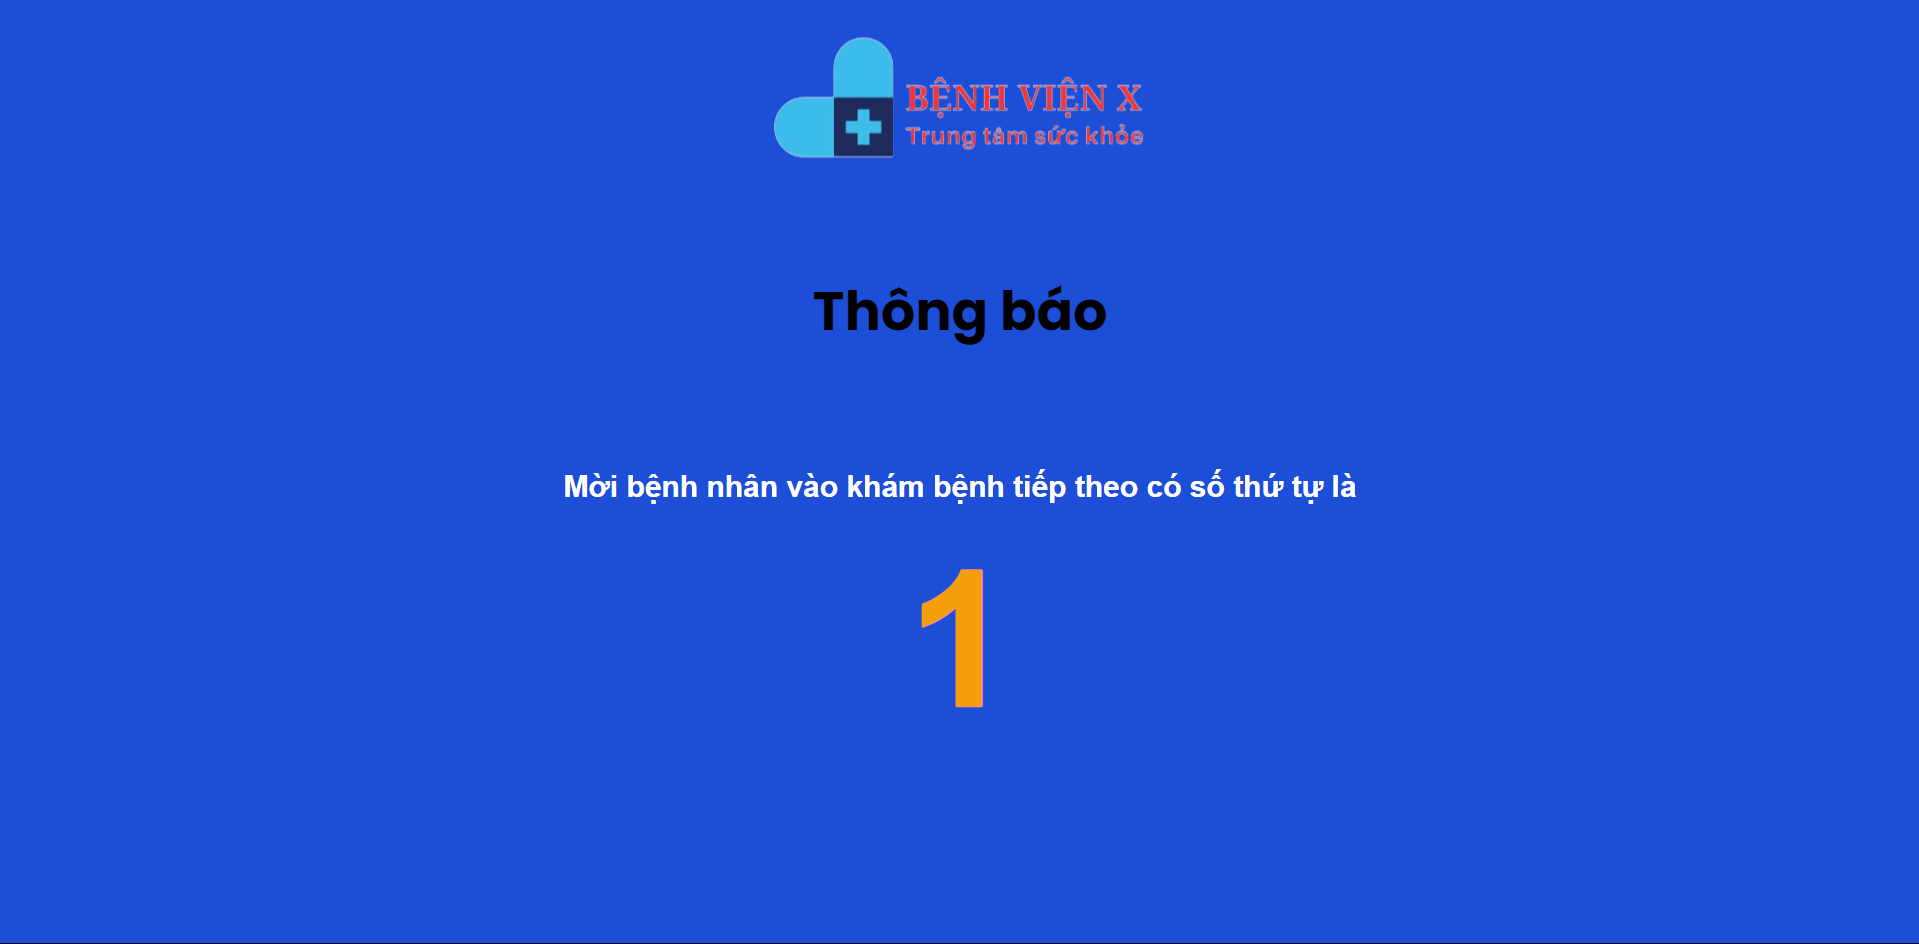 BỆNH VIỆN X
Trung tâm sức khỏe
Thông báo
Mời bệnh nhân vào khám bệnh tiếp theo có số thứ tự là
1